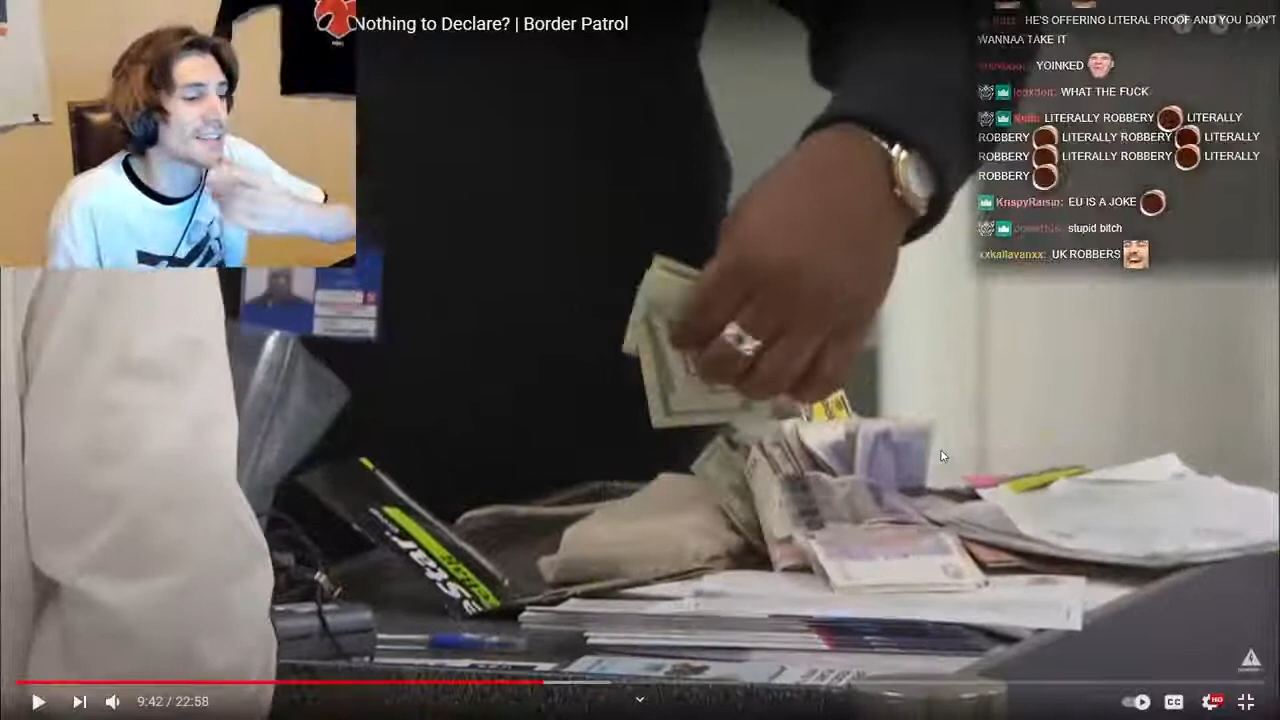 Nothing to Declare? | Border Patrol
HE'S OFFERING LITERAL PROOF AND YOU DON'T
WANNAA TAKE IT
YOINKED
WHAT THE FUCK
LITERALLY ROBBERY LITERALLY
ROBBERY LITERALLY ROBBERY LITERALLY
ROBBERY LITERALLY ROBBERY LITERALLY
ROBBERY
KrispyRaisin: EU IS A JOKE
stupid bitch
xxkallavanxx: UK ROBBERS
9:42 / 22:58
CC
HD